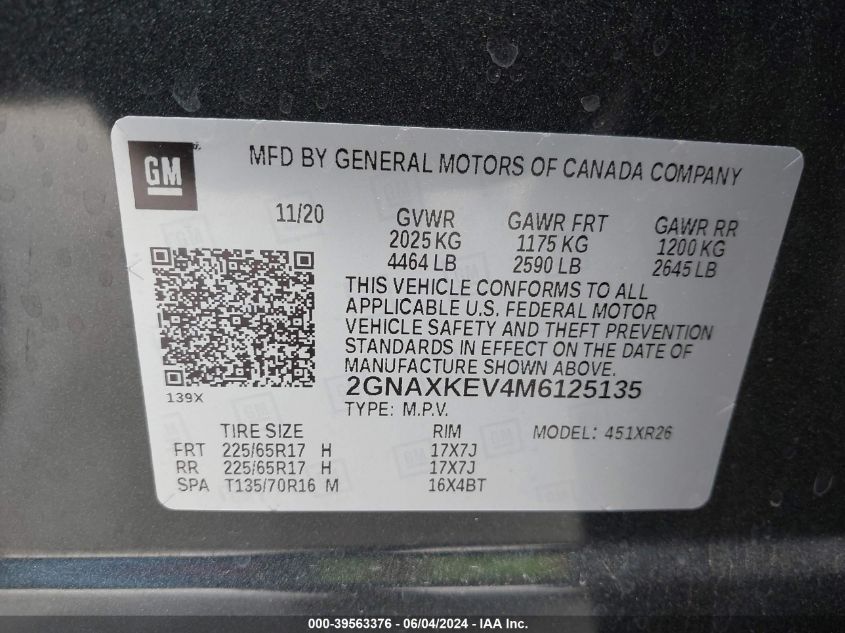 GM
MFD BY GENERAL MOTORS OF CANADA COMPANY
11/20 GVWR GAWR FRT GAWR RR
2025 KG 1175 KG 1200 KG
4464 LB 2590 LB 2645 LB
THIS VEHICLE CONFORMS TO ALL
APPLICABLE U.S. FEDERAL MOTOR
VEHICLE SAFETY AND THEFT PREVENTION
STANDARDS IN EFFECT ON THE DATE OF
MANUFACTURE SHOWN ABOVE.
139X
2GNAXKEV4M6125135
TYPE: M.P.V.
TIRE SIZE RIM MODEL: 451XR26
FRT 225/65R17 H 17X7J
RR 225/65R17 H 17X7J
SPA T135/70R16 M 16X4BT
000-39563376 / 06/04/2024 - Copyright IAA, Inc.